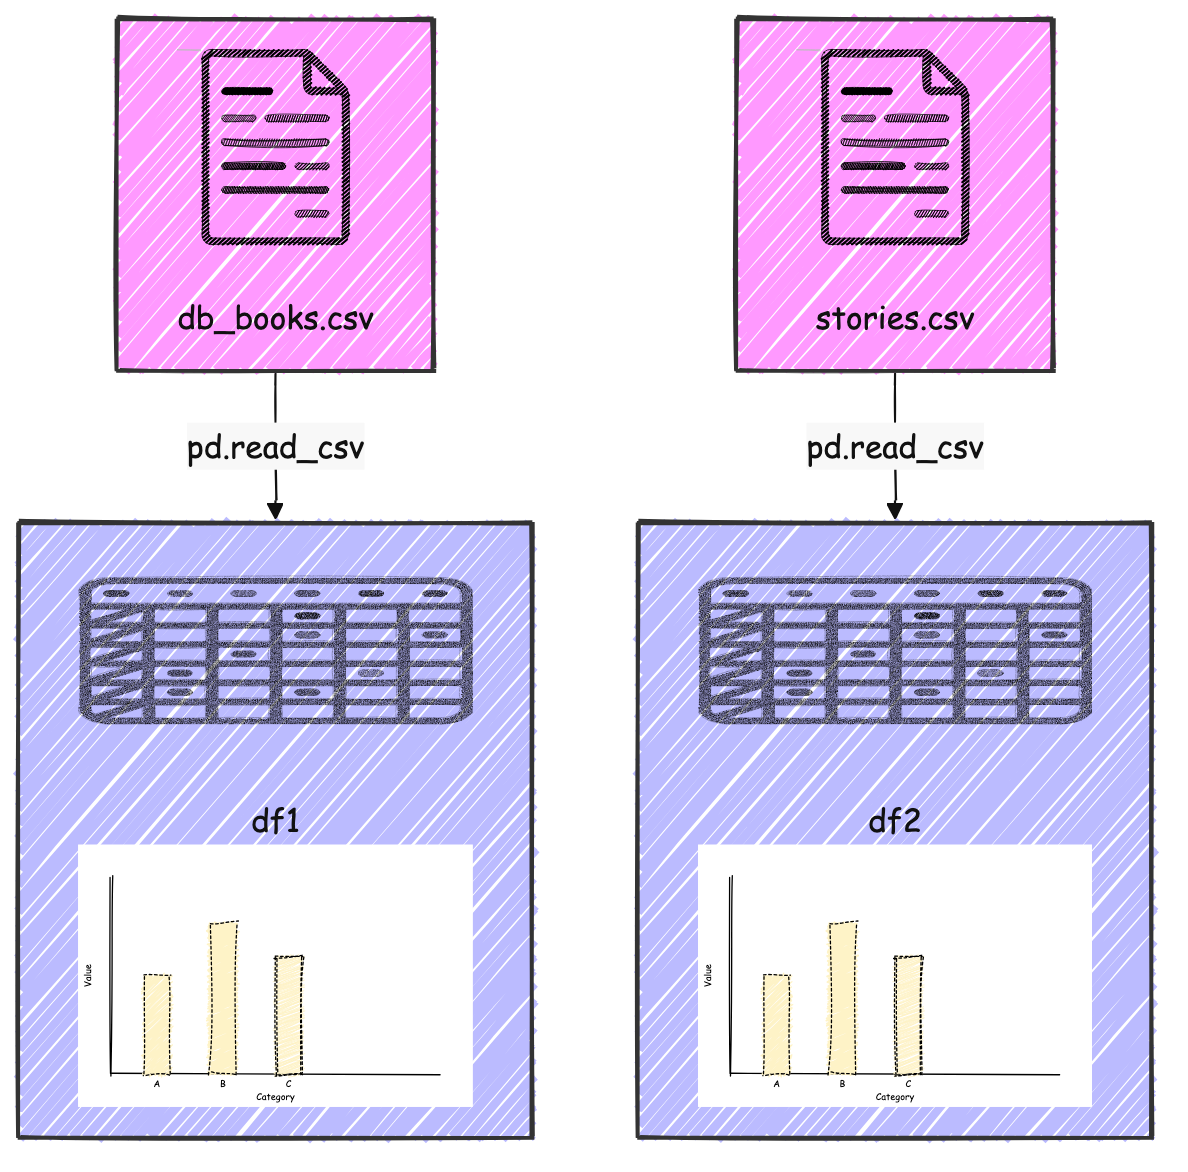 db_books.csv
stories.csv
pd.read_csv
pd.read_csv
df1
df2
Value
A
B
C
Category
Value
A
B
C
Category